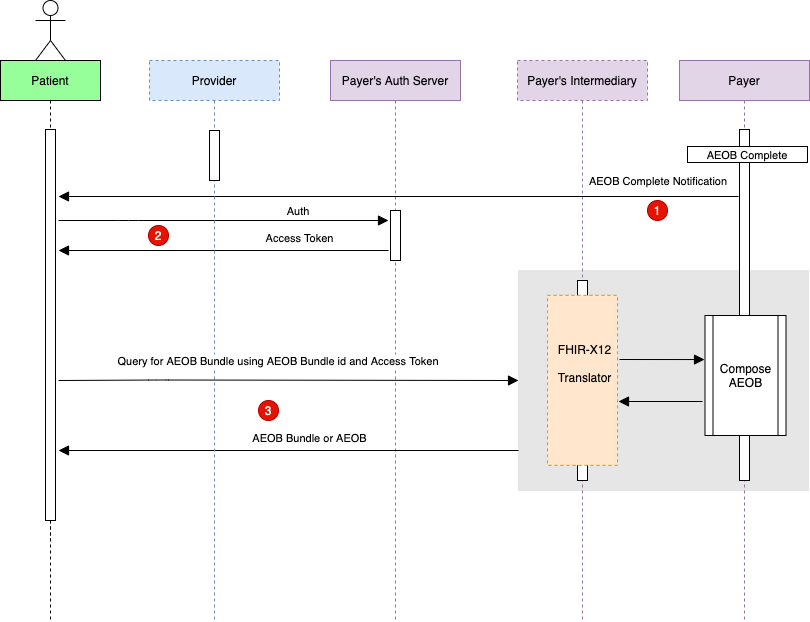 Patient
Provider
Payer's Auth Server
Payer's Intermediary
Payer
AEOB Complete
AEOB Complete Notification
1
Auth
2
Access Token
FHIR-X12
Translator
Query for AEOB Bundle using AEOB Bundle id and Access Token
Compose
AEOB
3
AEOB Bundle or AEOB